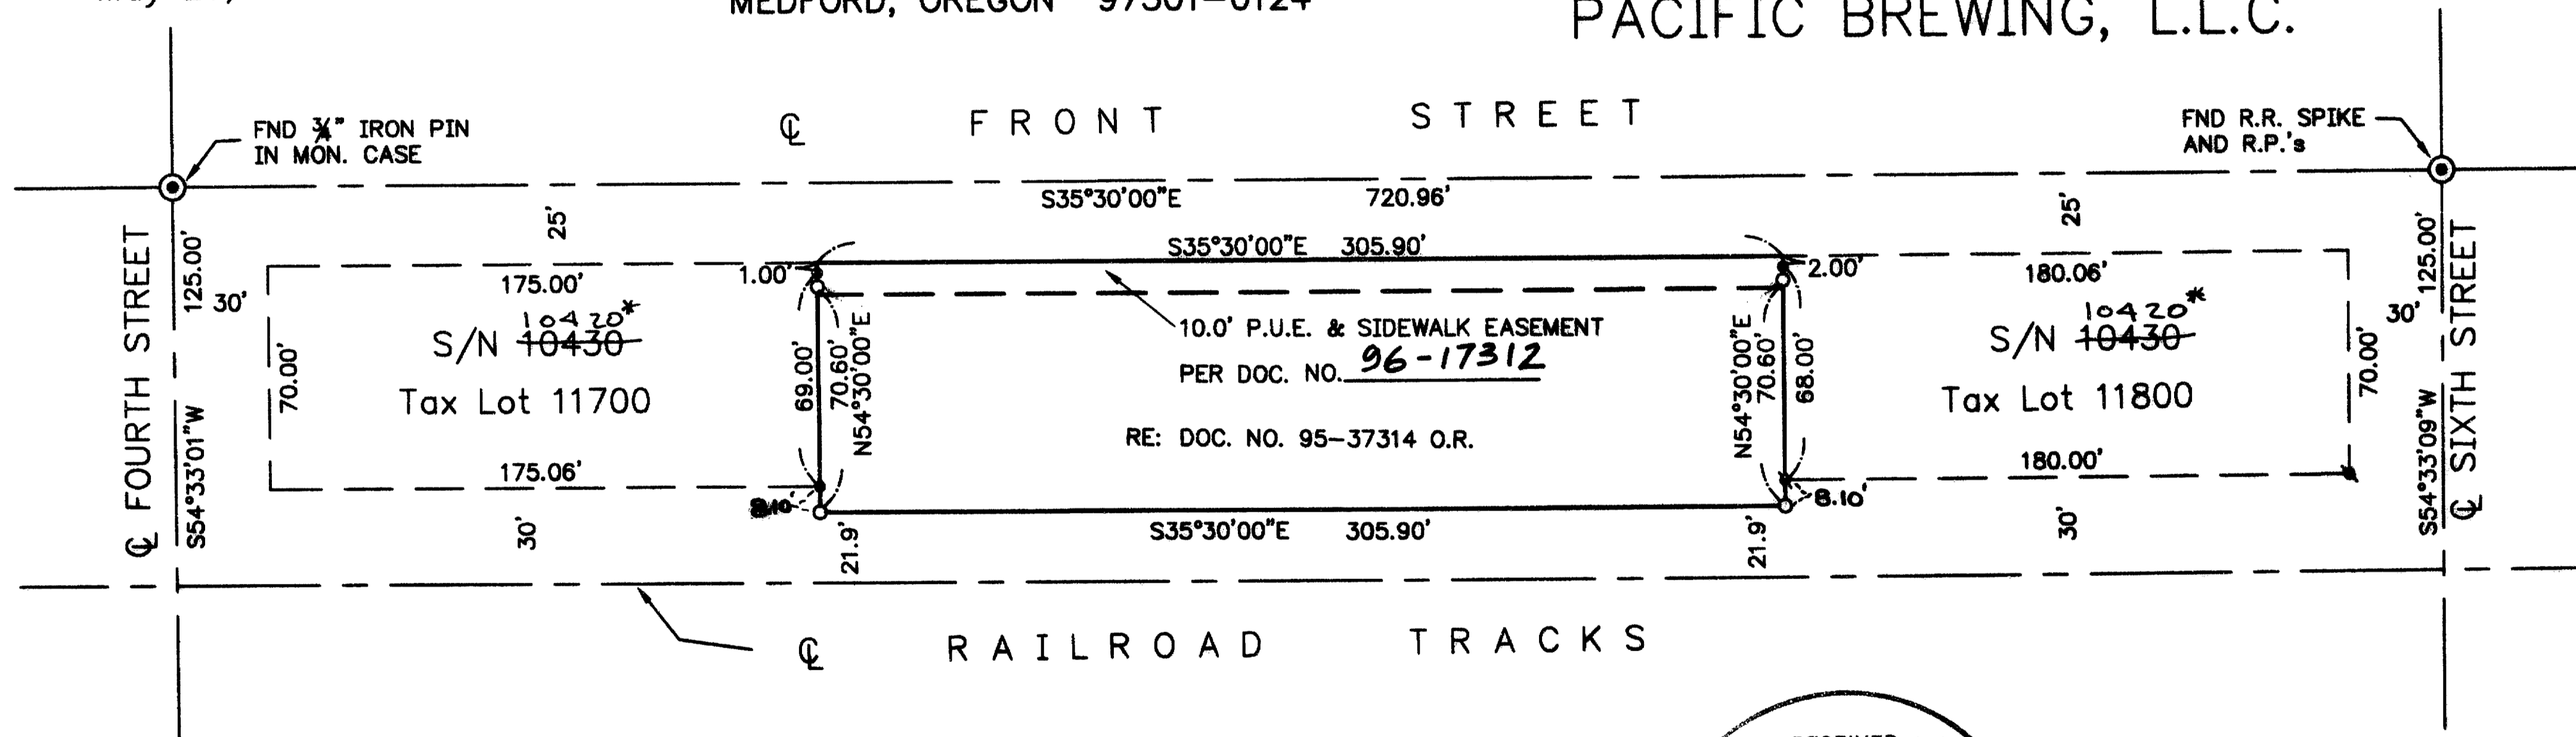 MEDFORD, OREGON 97501-0124
PACIFIC BREWING, L.L.C.
℄ FRONT STREET
FND ¾" IRON PIN
IN MON. CASE
FND R.R. SPIKE
AND R.P.'s
S35°30'00"E 720.96'
25'
25'
S35°30'00"E 305.90'
1.00'
2.00'
175.00'
180.06'
℄ FOURTH STREET
125.00'
30'
S54°33'01"W
70.00'
10420*
S/N 10430
Tax Lot 11700
175.06'
30'
69.00'
70.60'
N54°30'00"E
10.0' P.U.E. & SIDEWALK EASEMENT
PER DOC. NO. 96-17312
RE: DOC. NO. 95-37314 O.R.
N54°30'00"E
70.60'
68.00'
10420*
S/N 10430
Tax Lot 11800
180.00'
30'
70.00'
30'
125.00'
S54°33'09"W
℄ SIXTH STREET
8.10'
8.10'
21.9'
S35°30'00"E 305.90'
21.9'
℄ RAILROAD TRACKS